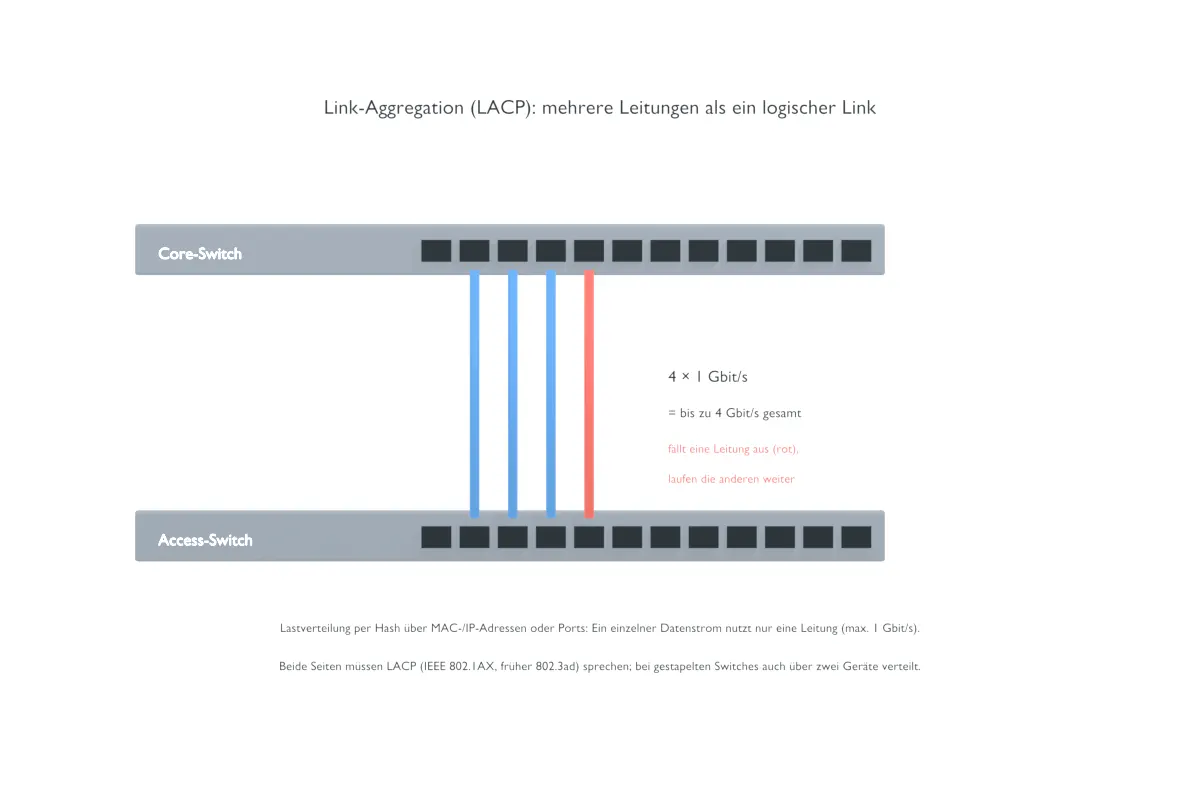 Link-Aggregation (LACP): mehrere Leitungen als ein logischer Link
Core-Switch
4 × 1 Gbit/s
= bis zu 4 Gbit/s gesamt
fällt eine Leitung aus (rot),
laufen die anderen weiter
Access-Switch
Lastverteilung per Hash über MAC-/IP-Adressen oder Ports: Ein einzelner Datenstrom nutzt nur eine Leitung (max. 1 Gbit/s).
Beide Seiten müssen LACP (IEEE 802.1AX, früher 802.3ad) sprechen; bei gestapelten Switches auch über zwei Geräte verteilt.